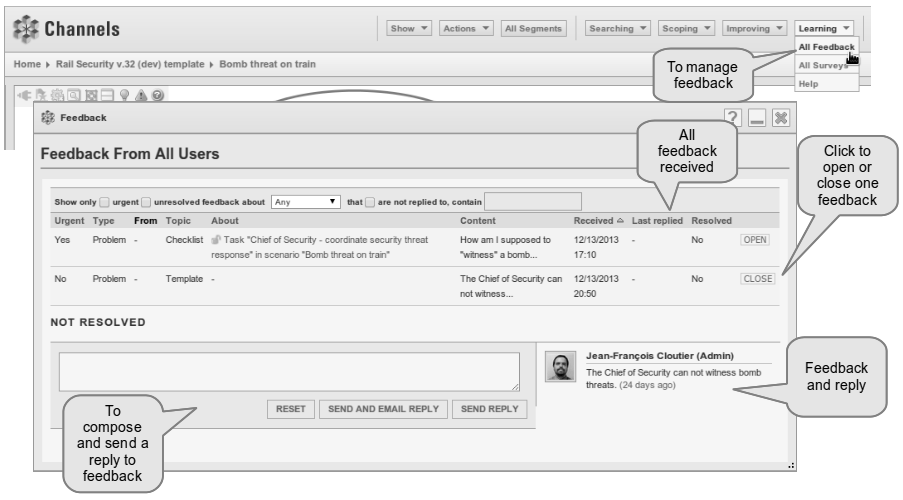 Channels
Show Actions All Segments Searching Scoping Improving Learning
All Feedback
All Surveys
Help
Home Rail Security v.32 (dev) template Bomb threat on train
To manage
feedback
Feedback
?
Feedback From All Users
All
feedback
received
Click to
open or
close one
feedback
Show only urgent unresolved feedback about Any that are not replied to, contain
Urgent Type From Topic About Content Received Last replied Resolved
Yes Problem - Checklist Task "Chief of Security - coordinate security threat How am I supposed to 12/13/2013 - No OPEN
response" in scenario "Bomb threat on train" "witness" a bomb... 17:10
No Problem - Template - The Chief of Security can 12/13/2013 - No CLOSE
not witness... 20:50
NOT RESOLVED
Jean-François Cloutier (Admin)
The Chief of Security can not witness bomb
threats. (24 days ago)
Feedback
and reply
RESET SEND AND EMAIL REPLY SEND REPLY
To
compose
and send a
reply to
feedback